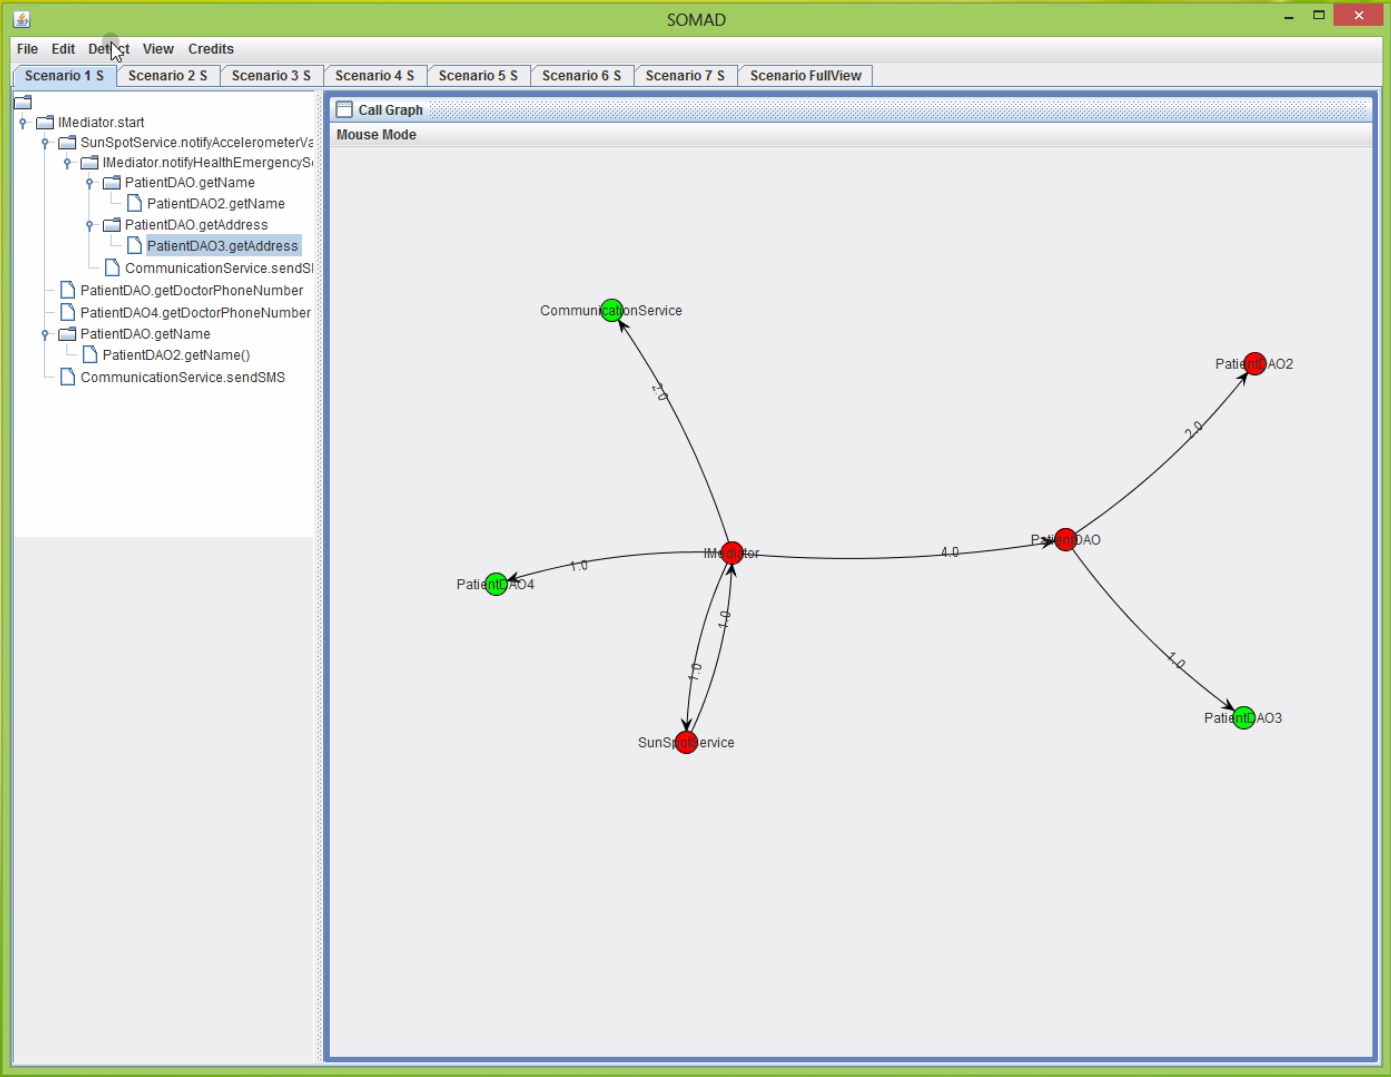 SOMAD
File Edit Detect View Credits
Scenario 1 S Scenario 2 S Scenario 3 S Scenario 4 S Scenario 5 S Scenario 6 S Scenario 7 S Scenario FullView
IMediator.start
SunSpotService.notifyAccelerometerVa
IMediator.notifyHealthEmergencyS
PatientDAO.getName
PatientDAO2.getName
PatientDAO.getAddress
PatientDAO3.getAddress
CommunicationService.sendS
PatientDAO.getDoctorPhoneNumber
PatientDAO4.getDoctorPhoneNumber
PatientDAO.getName
PatientDAO2.getName()
CommunicationService.sendSMS
Call Graph
Mouse Mode
CommunicationService
PatientDAO2
2.0
IMediator
4.0
PatientDAO
1.0
PatientDAO4
1.0
1.0
1.0
PatientDAO3
SunSpotService